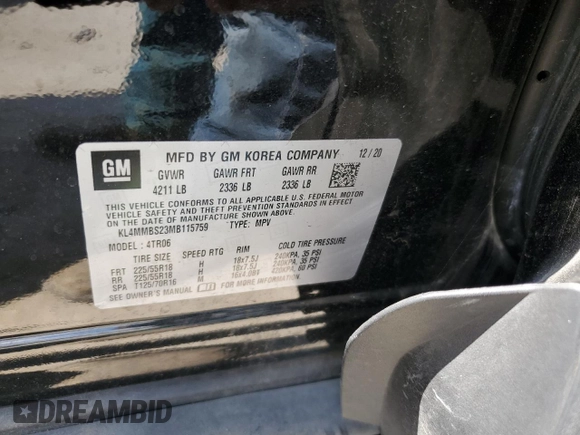 GM
MFD BY GM KOREA COMPANY 12/20
GVWR GAWR FRT GAWR RR
4211 LB 2336 LB 2336 LB
THIS VEHICLE CONFORMS TO ALL APPLICABLE U.S. FEDERAL MOTOR
VEHICLE SAFETY AND THEFT PREVENTION STANDARDS IN EFFECT
ON THE DATE OF MANUFACTURE SHOWN ABOVE.
KL4MMBS23MB115759 TYPE: MPV
MODEL: 4TR06
TIRE SIZE SPEED RTG RIM COLD TIRE PRESSURE
FRT 225/55R18 H 18x7.5J 240KPA, 35 PSI
RR 225/55R18 H 18x7.5J 240KPA, 35 PSI
SPA T125/70R16 M 16x4.0BT 420KPA, 60 PSI
SEE OWNER'S MANUAL FOR MORE INFORMATION.
DREAMBID